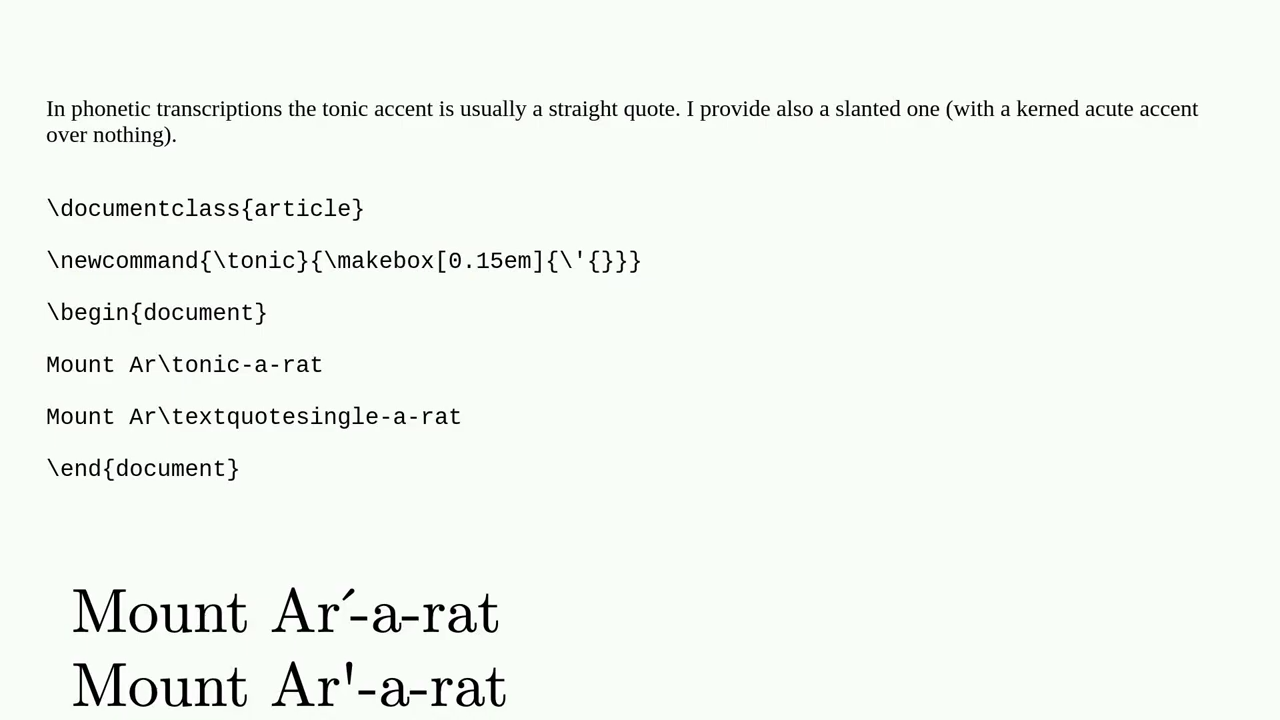 In phonetic transcriptions the tonic accent is usually a straight quote. I provide also a slanted one (with a kerned acute accent
over nothing).
\documentclass{article}
\newcommand{\tonic}{\makebox[0.15em]{\'{}}}
\begin{document}
Mount Ar\tonic-a-rat
Mount Ar\textquotesingle-a-rat
\end{document}
Mount Ar´-a-rat
Mount Ar'-a-rat